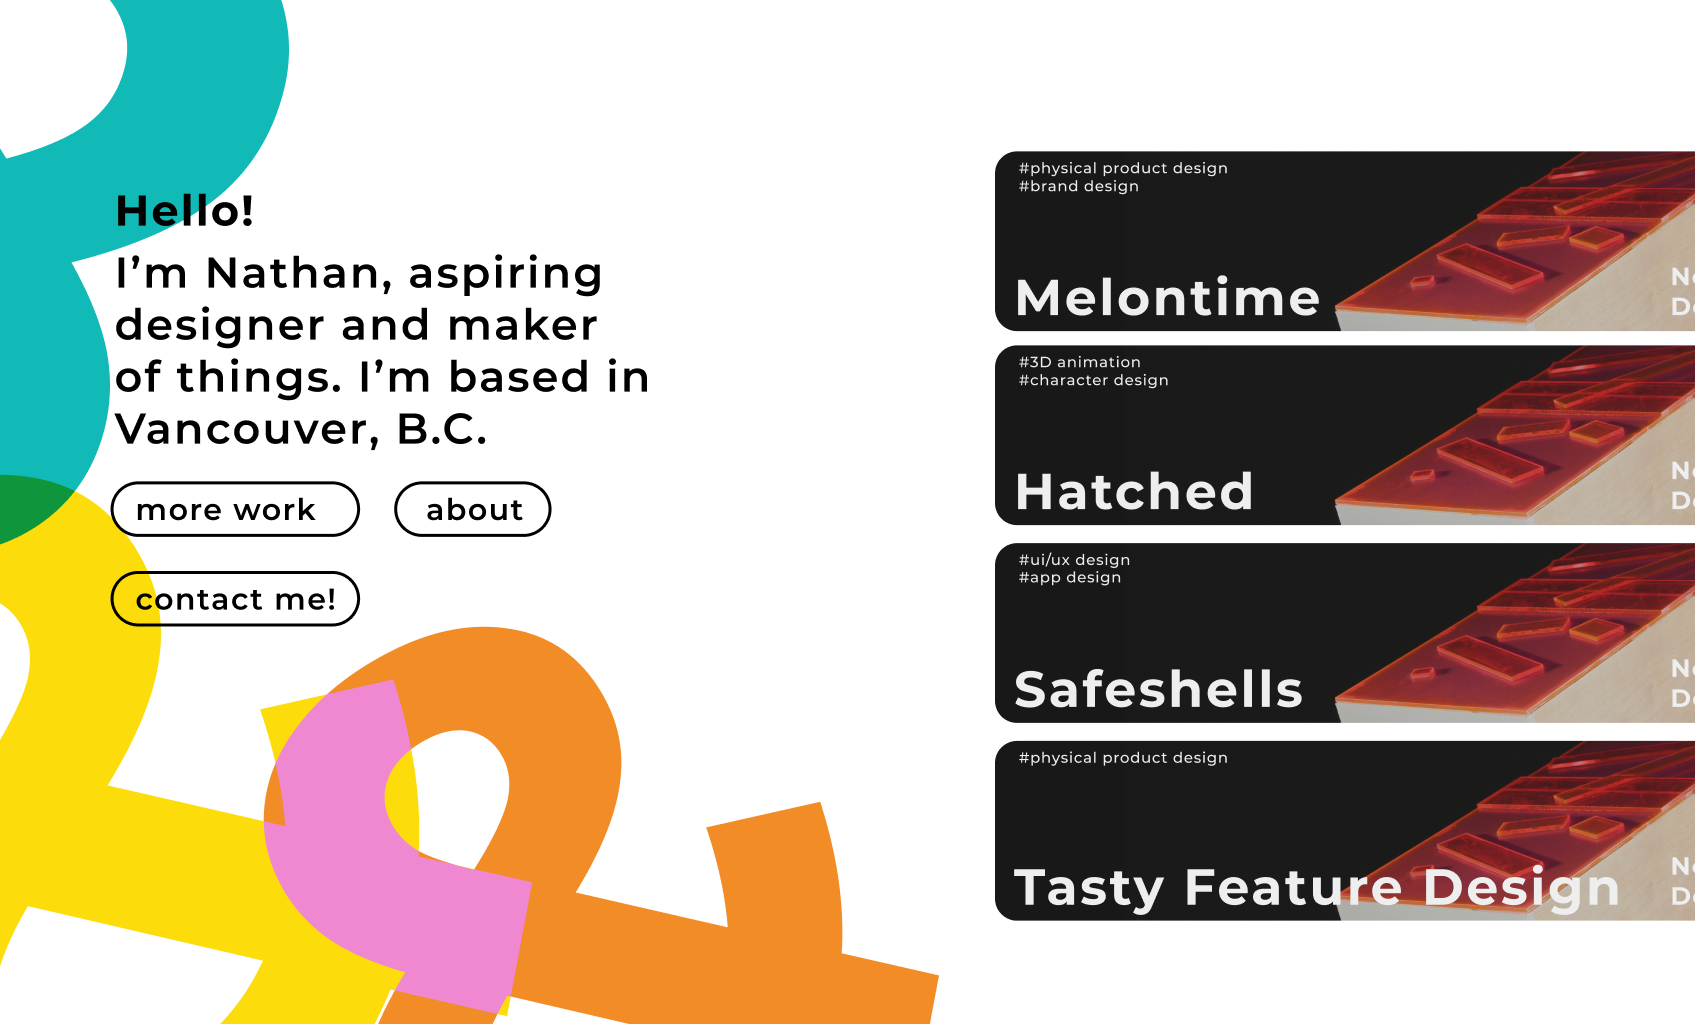 Hello!
I’m Nathan, aspiring
designer and maker
of things. I’m based in
Vancouver, B.C.
more work
about
contact me!
#physical product design
#brand design
Melontime
#3D animation
#character design
Hatched
#ui/ux design
#app design
Safeshells
#physical product design
Tasty Feature Design